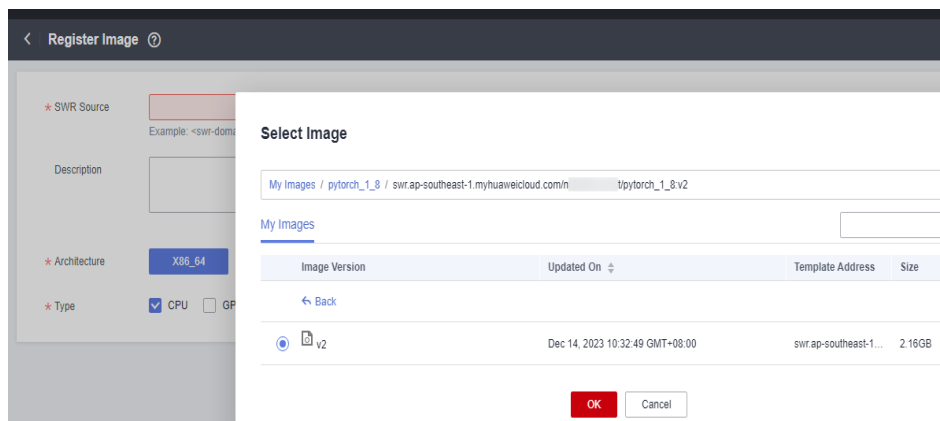 Register Image ?
* SWR Source
Example: <swr-doma
Description
* Architecture X86_64
* Type CPU GP
Select Image
My Images / pytorch_1_8 / swr.ap-southeast-1.myhuaweicloud.com/n t/pytorch_1_8:v2
My Images
Image Version Updated On Template Address Size
Back
v2 Dec 14, 2023 10:32:49 GMT+08:00 swr.ap-southeast-1... 2.16GB
OK Cancel